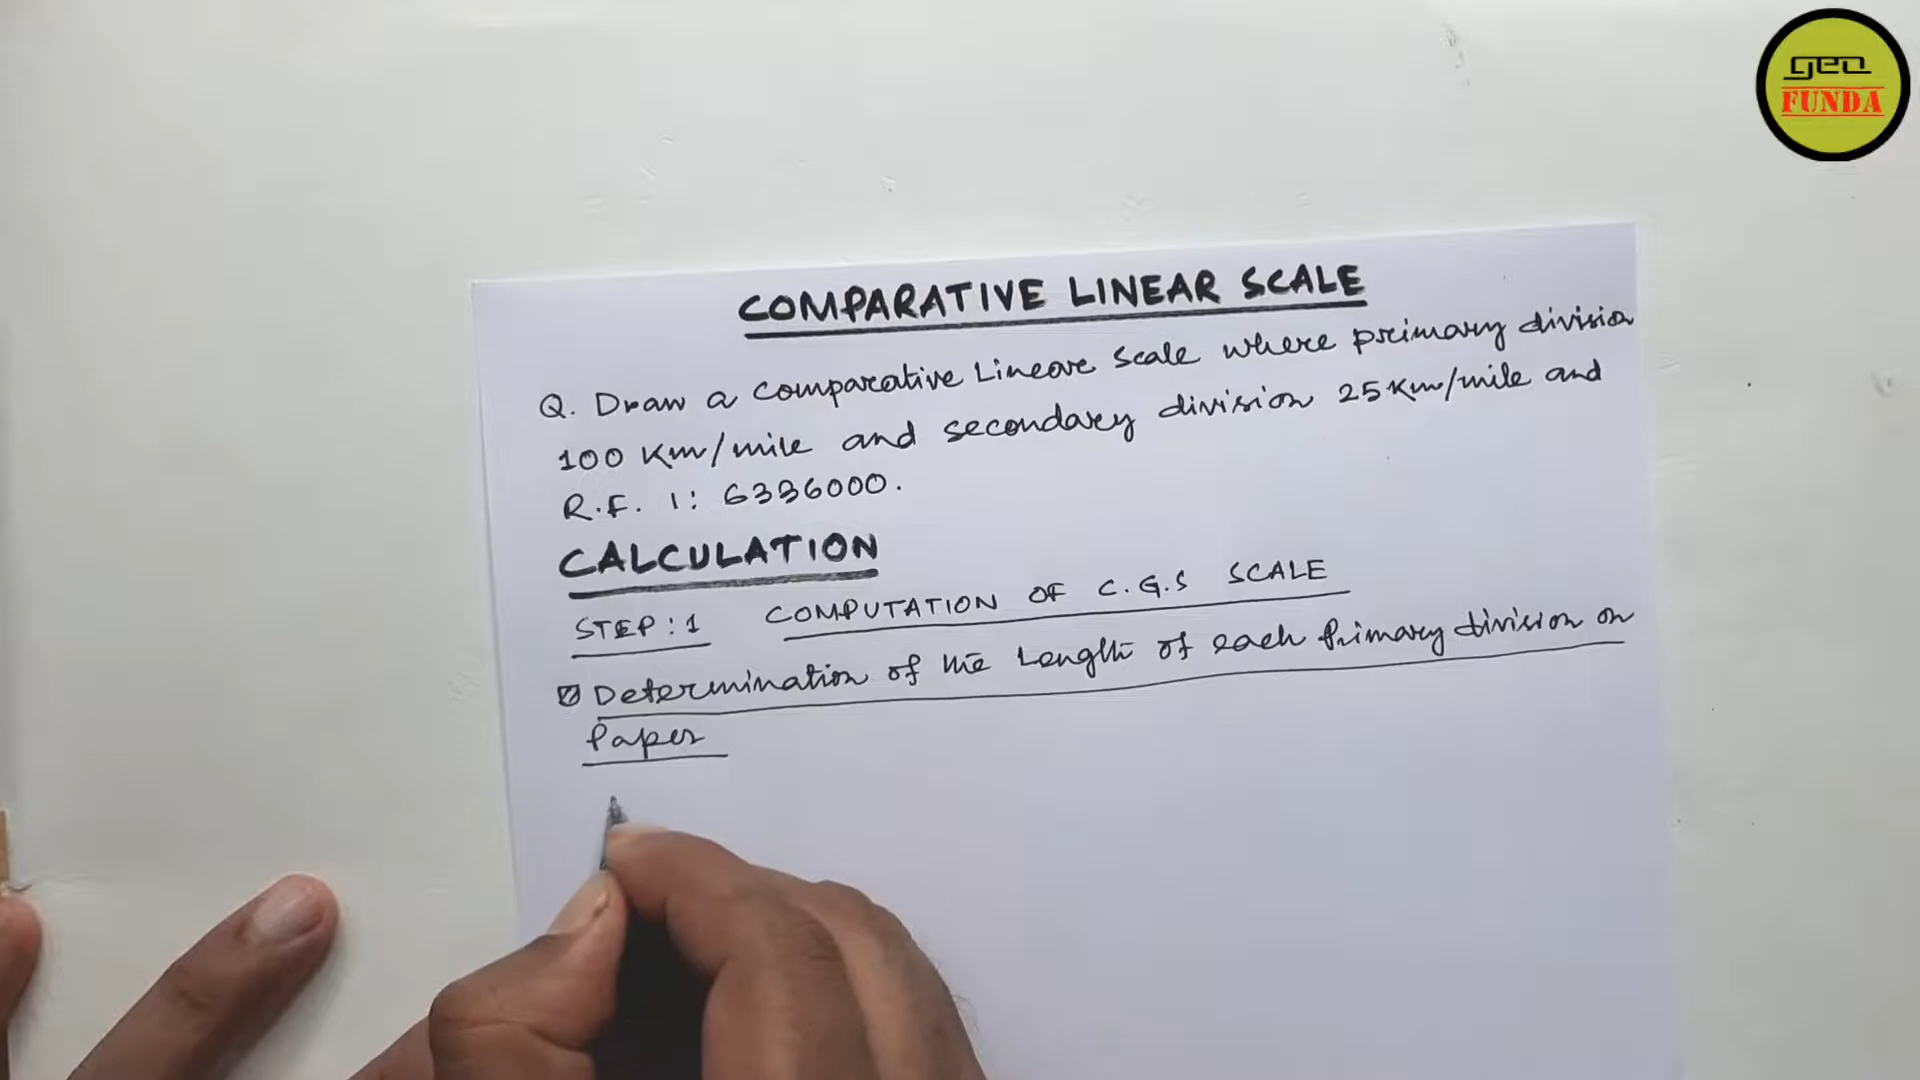 geo
FUNDA
COMPARATIVE LINEAR SCALE
Q. Draw a comparative Linear Scale where primary division
100 Km/mile and secondary division 25 Km/mile and
R.F. 1: 6336000.
CALCULATION
STEP: 1 COMPUTATION OF C.G.S SCALE
Determination of the Length of each Primary division on
Paper